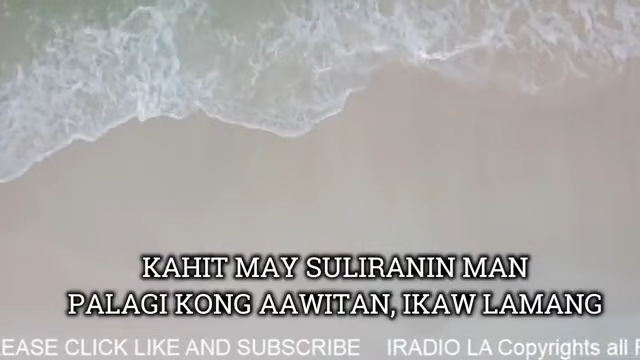 KAHIT MAY SULIRANIN MAN
PALAGI KONG AAWITAN, IKAW LAMANG
EASE CLICK LIKE AND SUBSCRIBE IRADIO LA Copyrights all